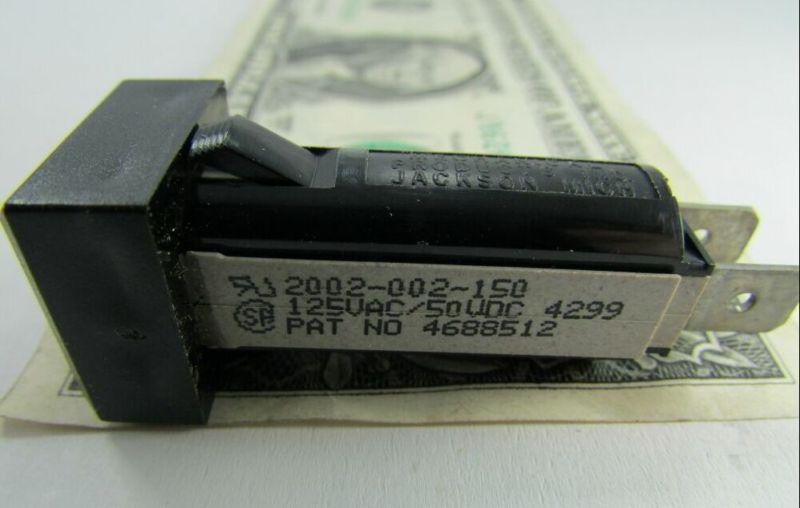 JACKSON MICH
2002-002-150
125VAC/50VDC 4299
PAT NO 4688512